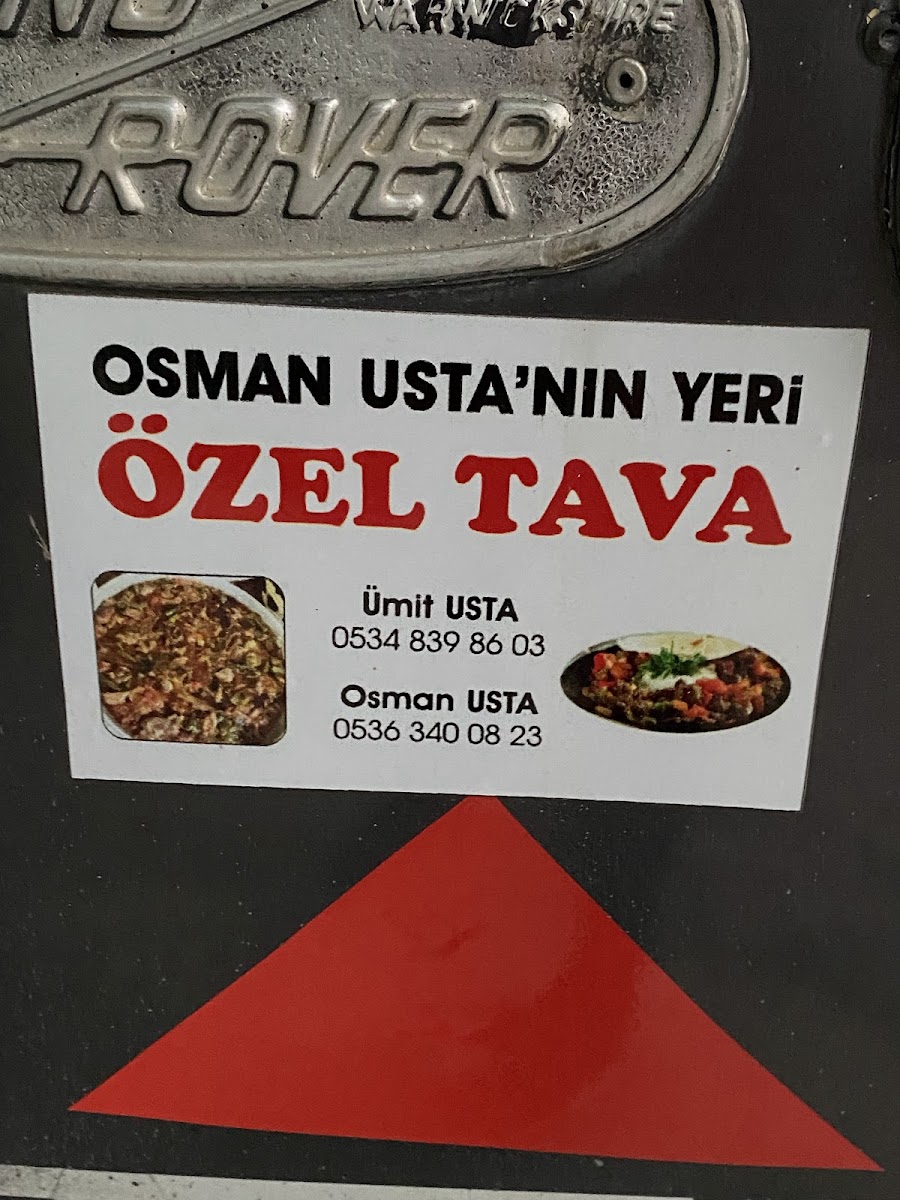 WARWICKSHIRE
ROVER
OSMAN USTA'NIN YERİ
ÖZEL TAVA
Ümit USTA
0534 839 86 03
Osman USTA
0536 340 08 23